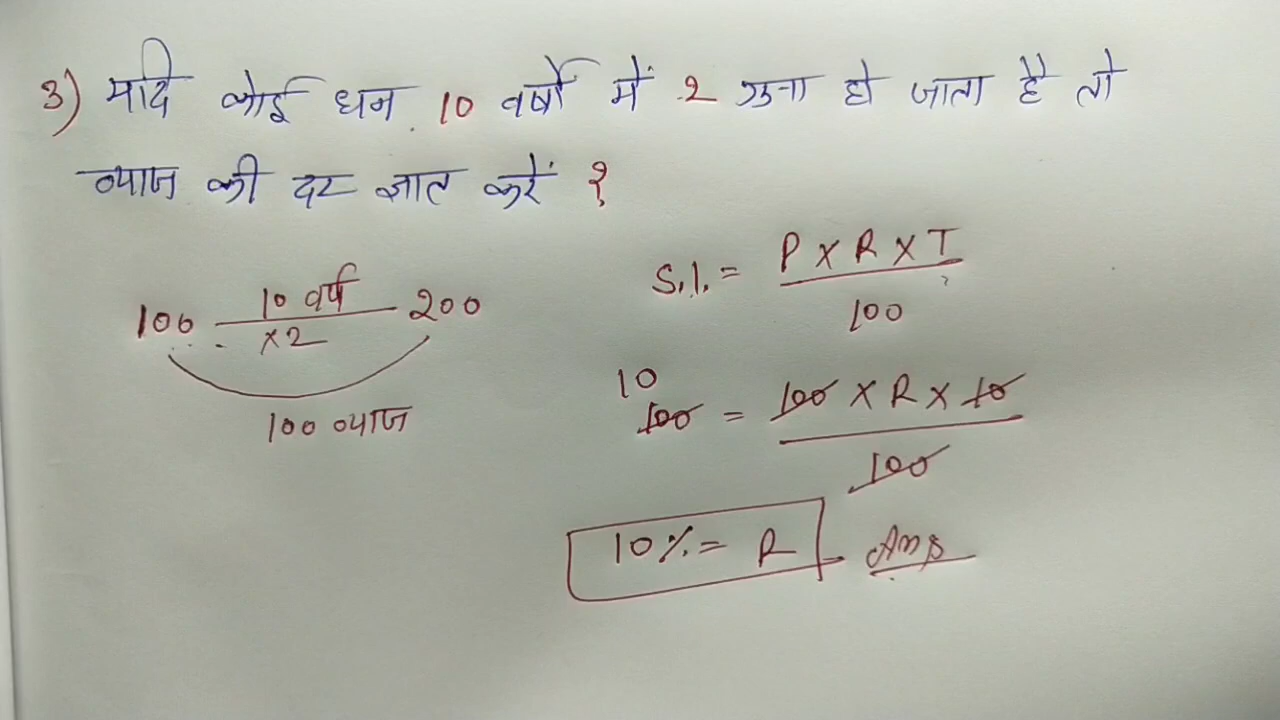 3) यदि कोई धन 10 वर्षों में 2 गुना हो जाता है तो
ब्याज की दर ज्ञात करें ?
100 10 वर्ष 200
×2
100 ब्याज
S.I. = P × R × T
100
10
100 = 100 × R × 10
100
10% = R Ans